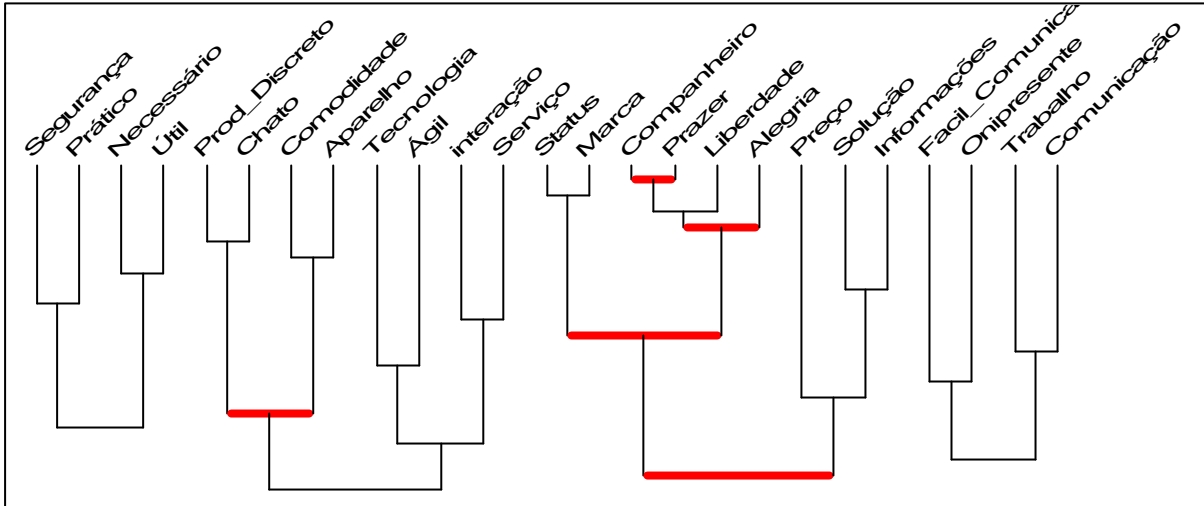 Segurança
Prático
Necessário
Útil
Prod_Discreto
Chato
Comodidade
Aparelho
Tecnologia
Ágil
interação
Serviço
Status
Marca
Companheiro
Prazer
Liberdade
Alegria
Preço
Solução
Informações
Facil_Comunica
Onipresente
Trabalho
Comunicação